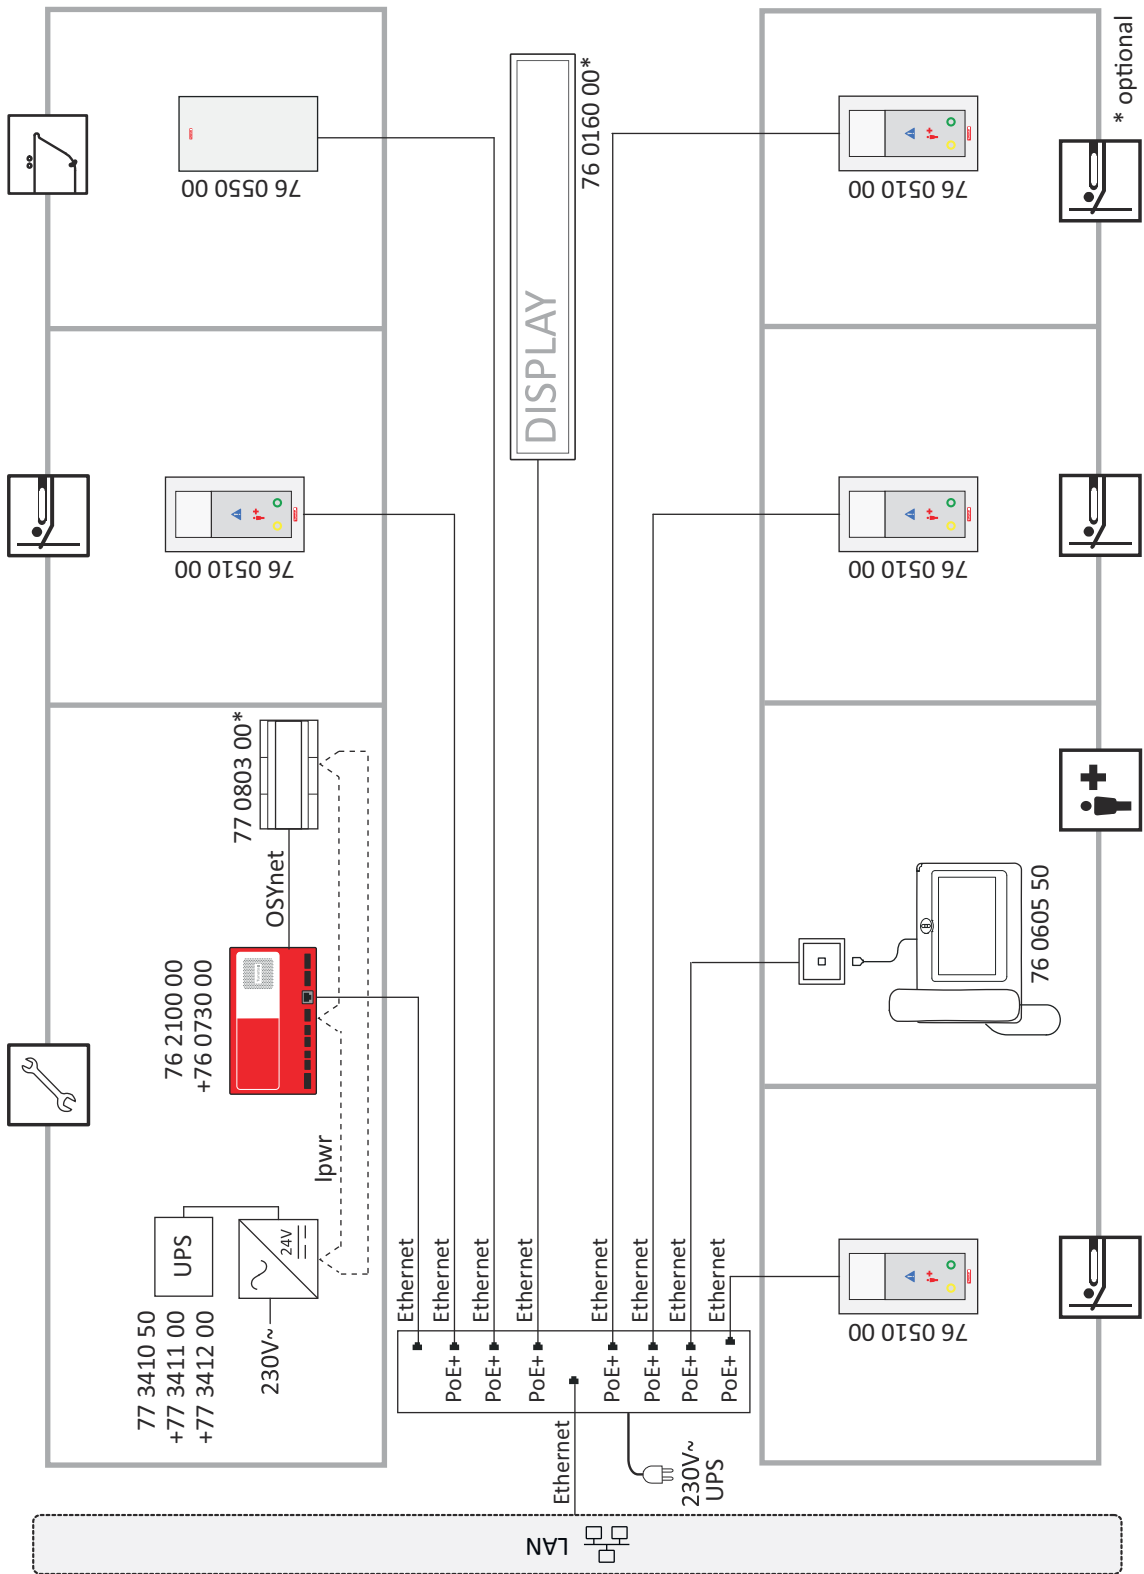 76 0550 00
76 0510 00
77 0803 00*
OSYnet
76 2100 00
+76 0730 00
Ipwr
UPS
24V
77 3410 50
+77 3411 00
+77 3412 00
230V~
DISPLAY
76 0160 00*
Ethernet
Ethernet
Ethernet
Ethernet
Ethernet
Ethernet
Ethernet
Ethernet
PoE+
PoE+
PoE+
PoE+
PoE+
PoE+
PoE+
Ethernet
230V~
UPS
LAN
76 0510 00
76 0510 00
76 0605 50
76 0510 00
* optional